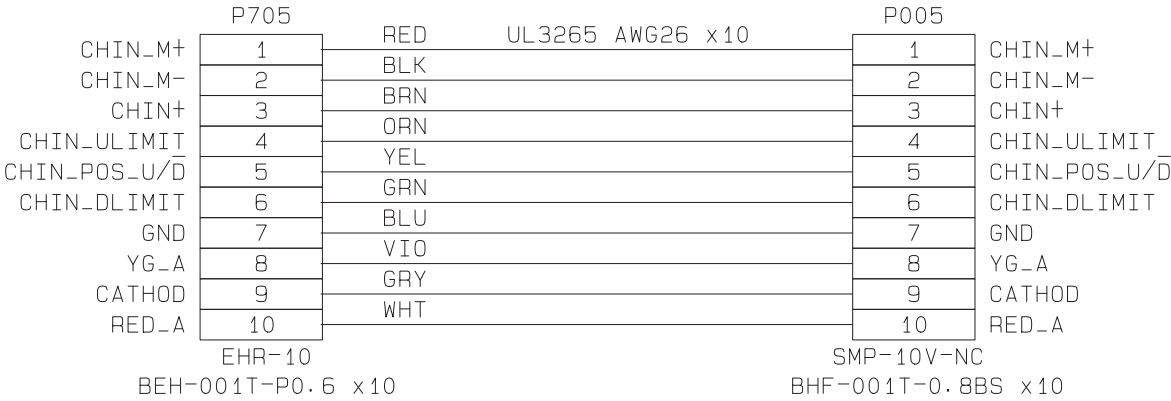 P705 P005
RED UL3265 AWG26 x10
CHIN_M+ 1 1 CHIN_M+
BLK
CHIN_M- 2 2 CHIN_M-
BRN
CHIN+ 3 3 CHIN+
ORN
CHIN_ULIMIT 4 4 CHIN_ULIMIT
YEL
CHIN_POS_U/D̅ 5 5 CHIN_POS_U/D̅
GRN
CHIN_DLIMIT 6 6 CHIN_DLIMIT
BLU
GND 7 7 GND
VIO
YG_A 8 8 YG_A
GRY
CATHOD 9 9 CATHOD
WHT
RED_A 10 10 RED_A
EHR-10 SMP-10V-NC
BEH-001T-P0.6 x10 BHF-001T-0.8BS x10